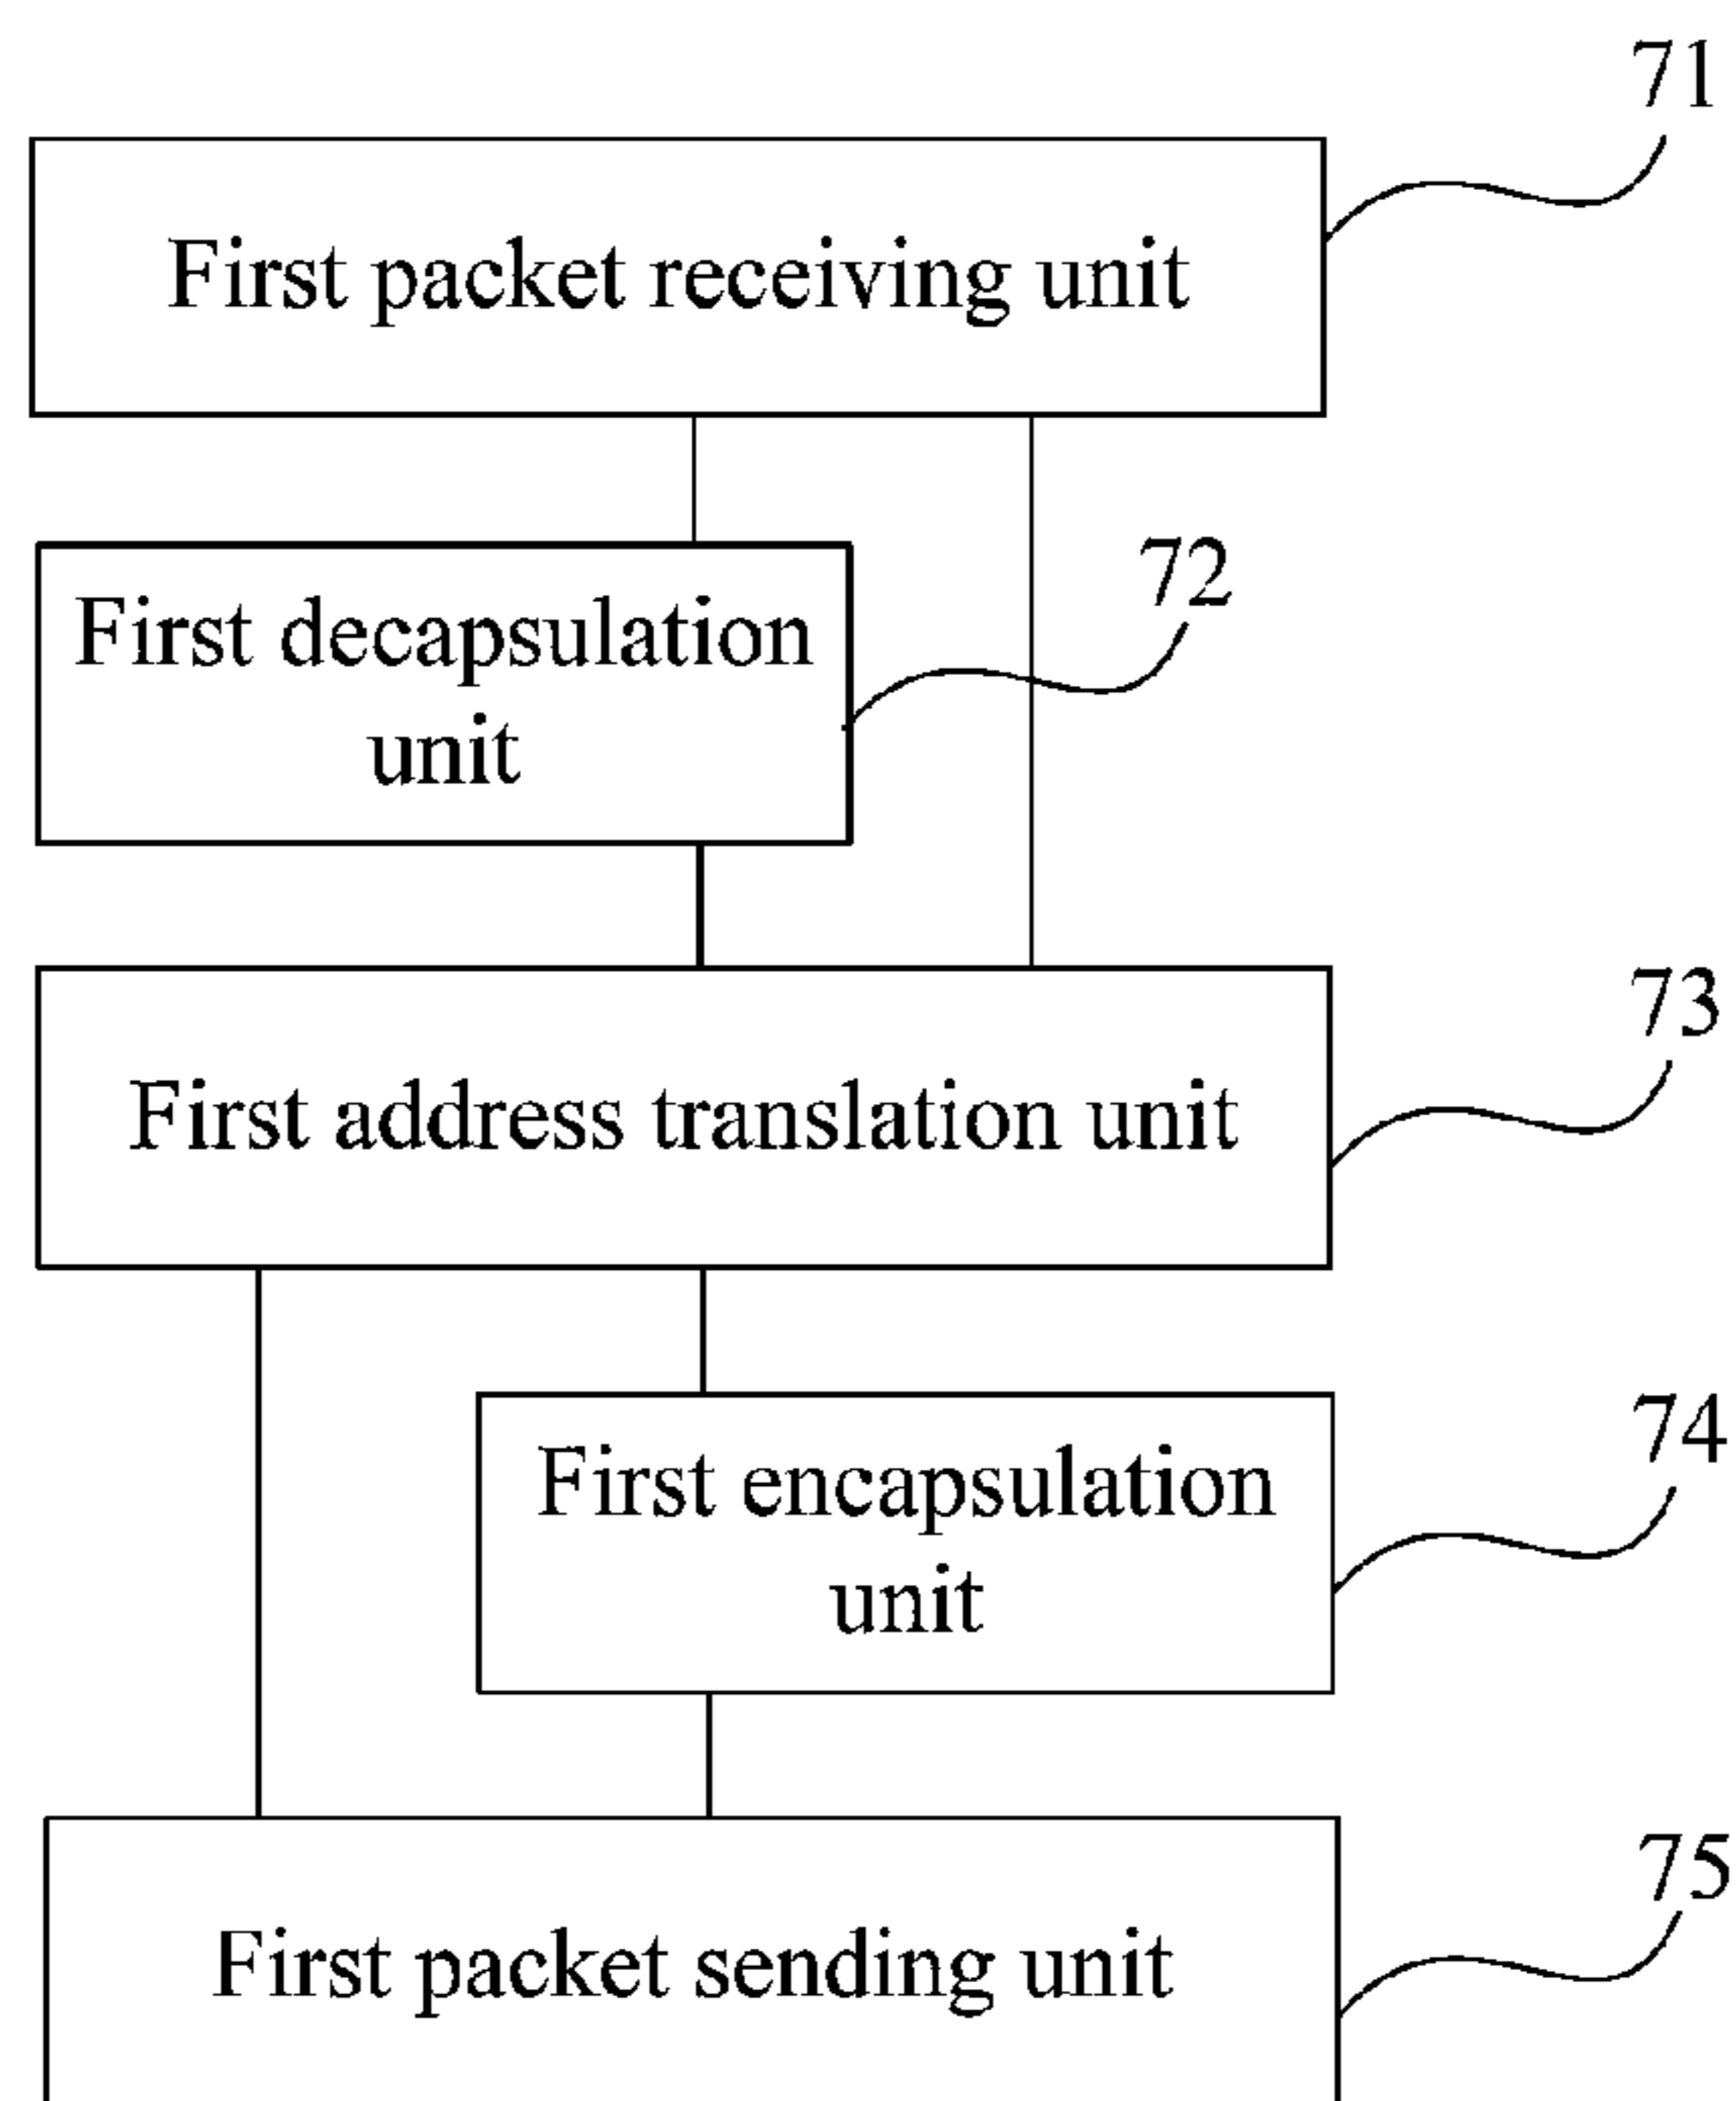 71
First packet receiving unit
72
First decapsulation
unit
73
First address translation unit
74
First encapsulation
unit
75
First packet sending unit